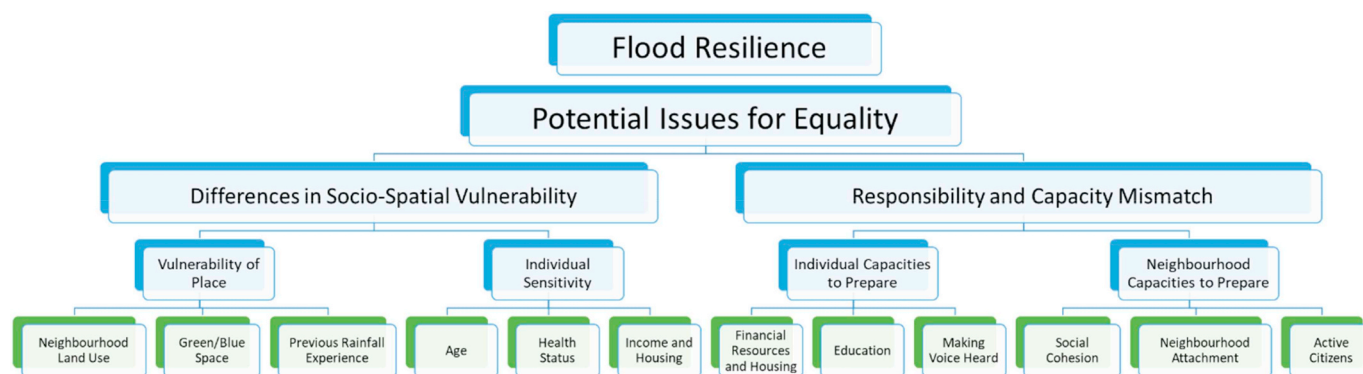 Flood Resilience
Potential Issues for Equality
Differences in Socio-Spatial Vulnerability
Responsibility and Capacity Mismatch
Vulnerability of
Place
Individual
Sensitivity
Individual Capacities
to Prepare
Neighbourhood
Capacities to Prepare
Neighbourhood
Land Use
Green/Blue
Space
Previous Rainfall
Experience
Age
Health
Status
Income and
Housing
Financial
Resources
and Housing
Education
Making
Voice Heard
Social
Cohesion
Neighbourhood
Attachment
Active
Citizens